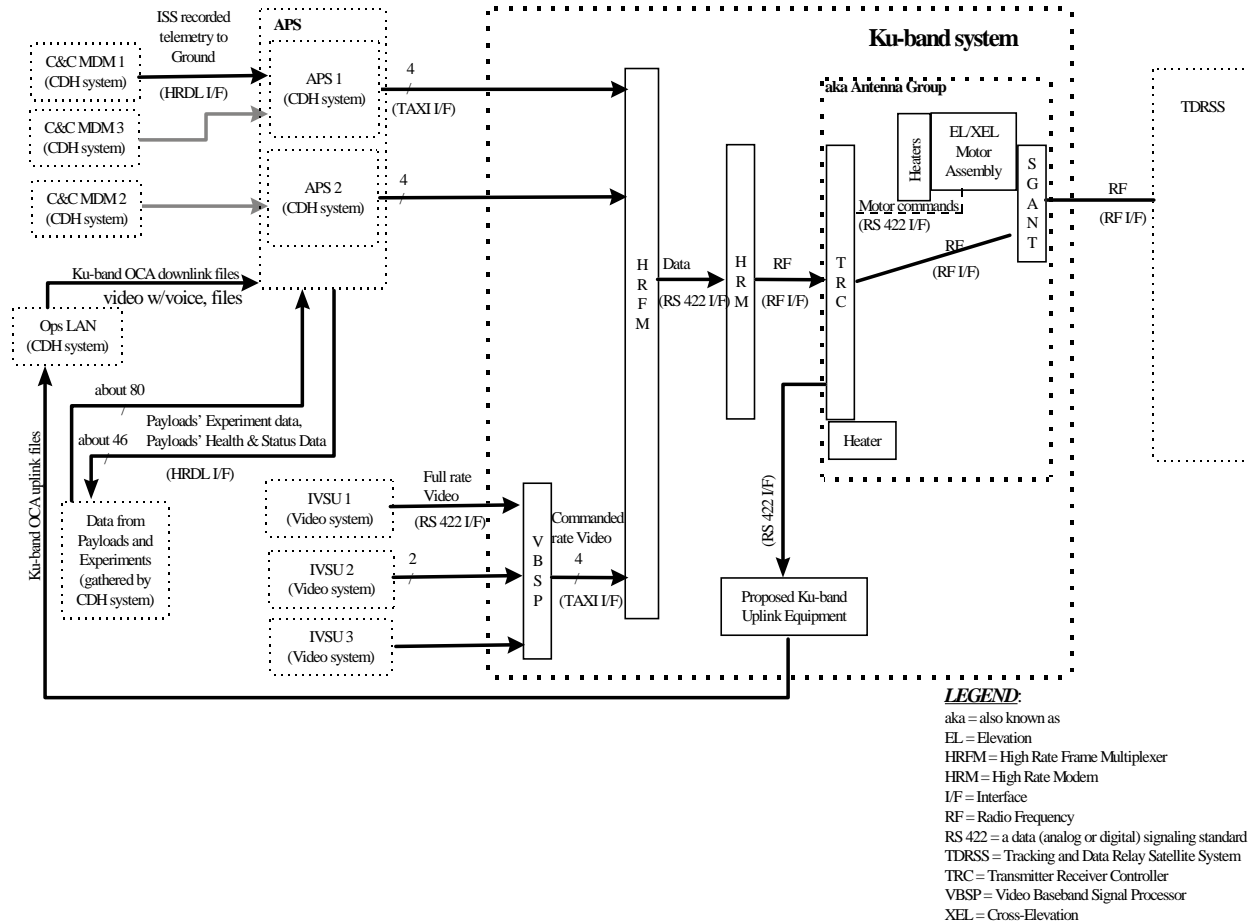 ISS recorded
telemetry to
Ground
APS
C&C MDM 1
(CDH system)
(HRDL I/F)
APS 1
(CDH system)
4
(TAXI I/F)
C&C MDM 3
(CDH system)
C&C MDM 2
(CDH system)
APS 2
(CDH system)
4
Ku-band OCA downlink files
video w/voice, files
Ops LAN
(CDH system)
about 80
Payloads' Experiment data,
Payloads' Health & Status Data
about 46
(HRDL I/F)
Ku-band OCA uplink files
Data from
Payloads and
Experiments
(gathered by
CDH system)
IVSU 1
(Video system)
Full rate
Video
(RS 422 I/F)
IVSU 2
(Video system)
2
IVSU 3
(Video system)
V
B
S
P
Commanded
rate Video
4
(TAXI I/F)
Ku-band system
H
R
F
M
Data
(RS 422 I/F)
H
R
M
RF
(RF I/F)
aka Antenna Group
T
R
C
Heaters
EL/XEL
Motor
Assembly
Motor commands
(RS 422 I/F)
RF
(RF I/F)
S
G
A
N
T
Heater
RF
(RF I/F)
TDRSS
(RS 422 I/F)
Proposed Ku-band
Uplink Equipment
LEGEND:
aka = also known as
EL = Elevation
HRFM = High Rate Frame Multiplexer
HRM = High Rate Modem
I/F = Interface
RF = Radio Frequency
RS 422 = a data (analog or digital) signaling standard
TDRSS = Tracking and Data Relay Satellite System
TRC = Transmitter Receiver Controller
VBSP = Video Baseband Signal Processor
XEL = Cross-Elevation